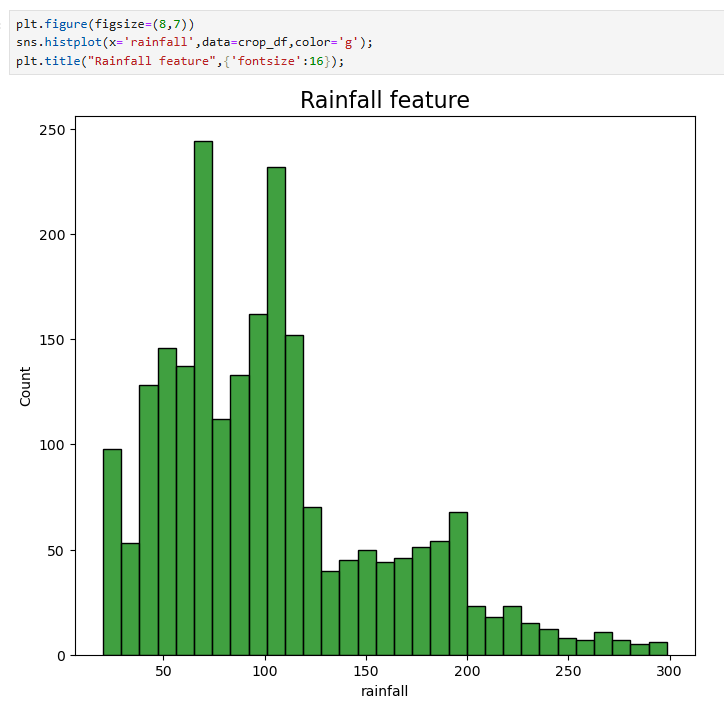 plt.figure(figsize=(8,7))
sns.histplot(x='rainfall',data=crop_df,color='g');
plt.title("Rainfall feature",{'fontsize':16});
Rainfall feature
250
200
150
100
50
0
Count
50 100 150 200 250 300
rainfall